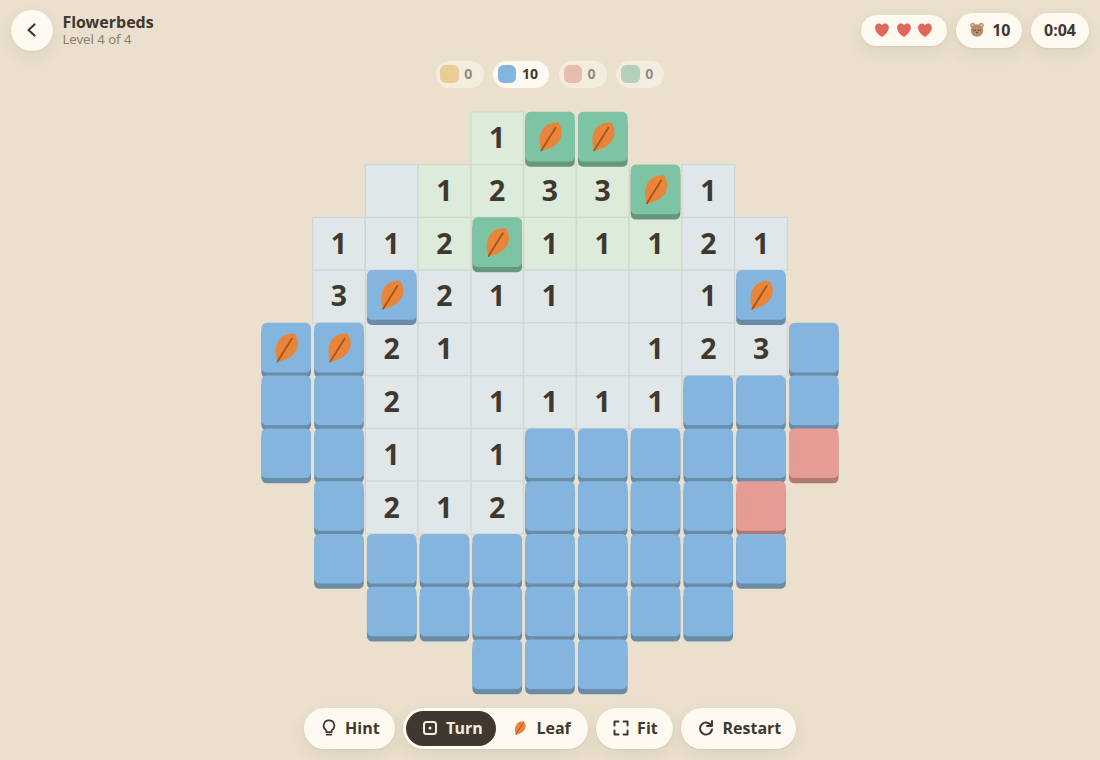 Flowerbeds
Level 4 of 4
10
0:04
0 10 0 0
1
1 2 3 3 1
1 1 2 1 1 1 2 1
3 2 1 1 1
2 1 1 2 3
2 1 1 1 1
1 1
2 1 2
Hint Turn Leaf Fit Restart